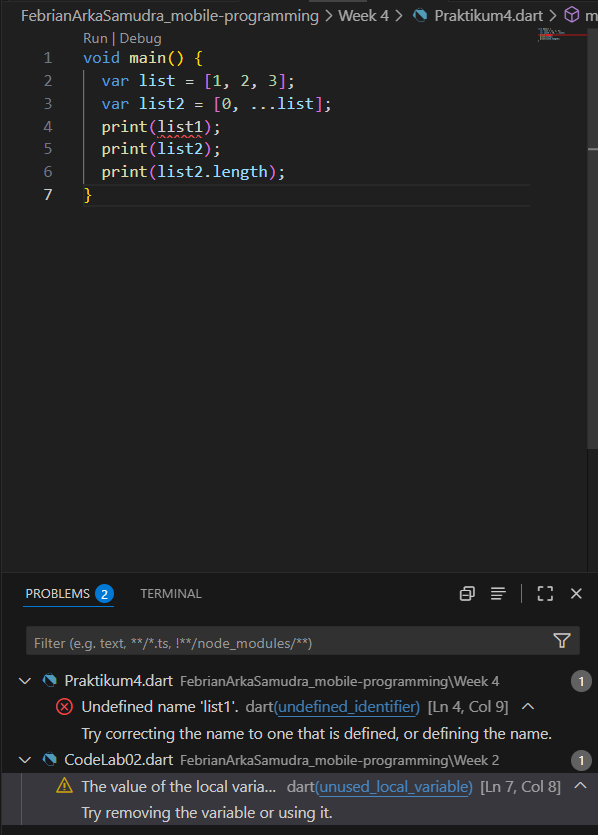 FebrianArkaSamudra_mobile-programming > Week 4 > Praktikum4.dart > m
Run | Debug
1 void main() {
2 var list = [1, 2, 3];
3 var list2 = [0, ...list];
4 print(list1);
5 print(list2);
6 print(list2.length);
7 }
PROBLEMS 2 TERMINAL
Filter (e.g. text, **/*.ts, !**/node_modules/**)
Praktikum4.dart FebrianArkaSamudra_mobile-programming\Week 4 1
Undefined name 'list1'. dart(undefined_identifier) [Ln 4, Col 9]
Try correcting the name to one that is defined, or defining the name.
CodeLab02.dart FebrianArkaSamudra_mobile-programming\Week 2 1
The value of the local varia... dart(unused_local_variable) [Ln 7, Col 8]
Try removing the variable or using it.